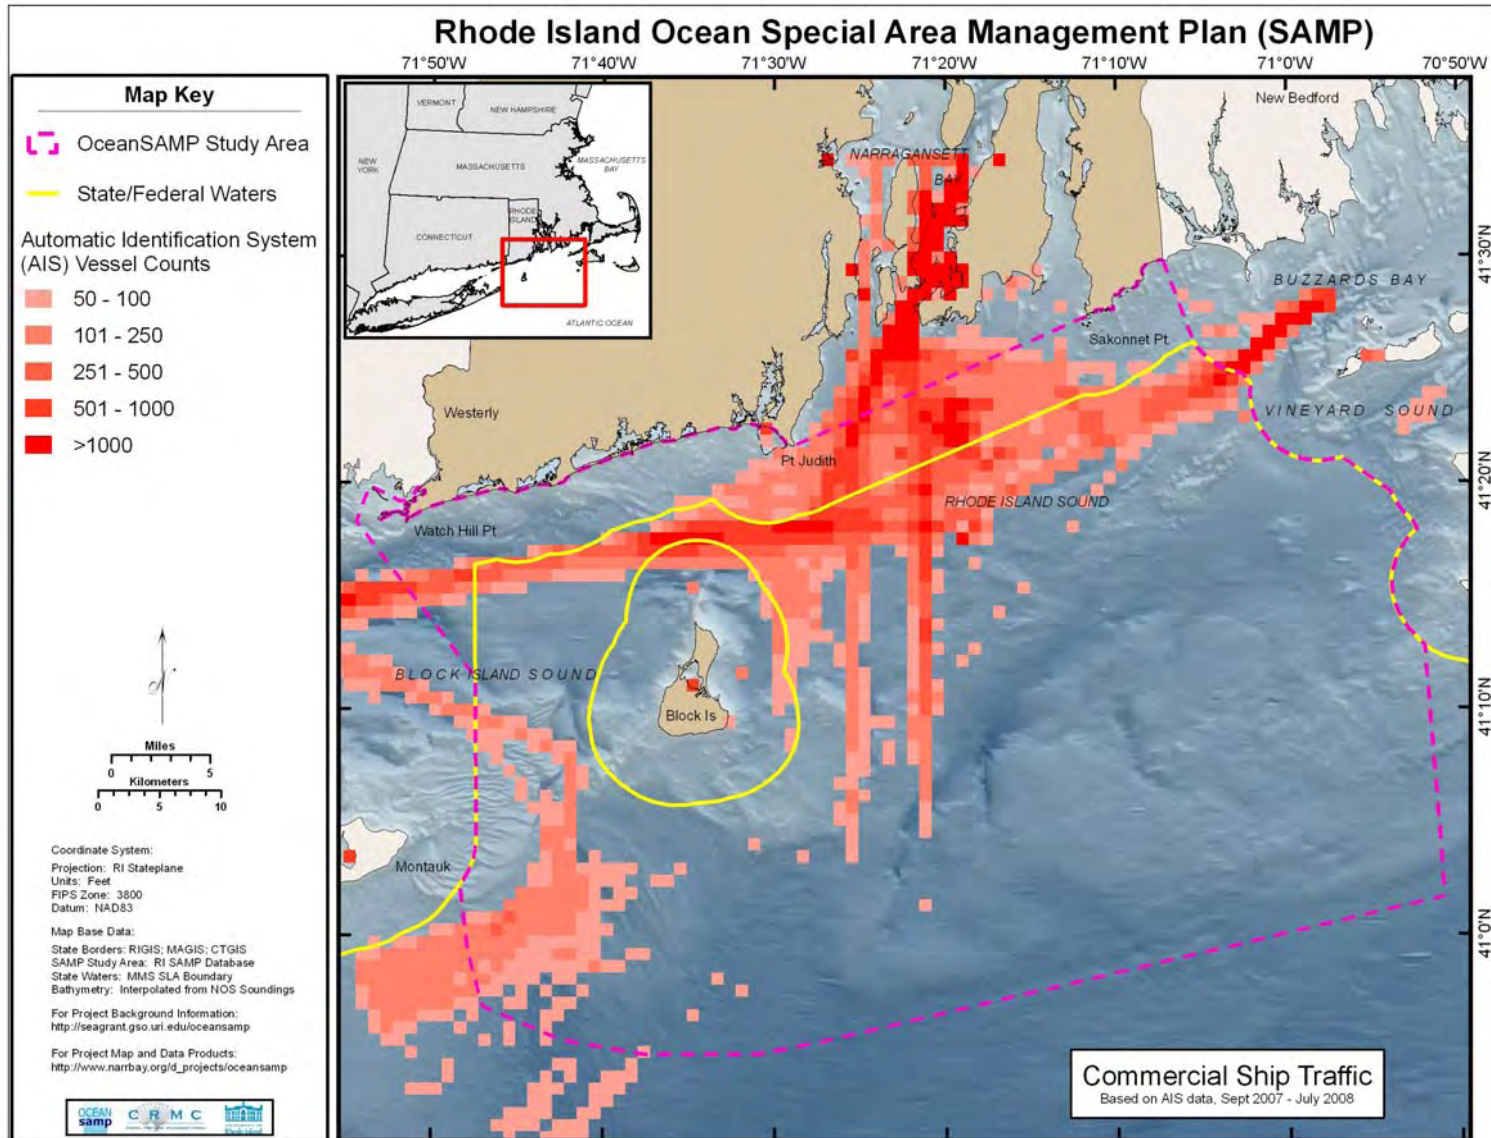 Rhode Island Ocean Special Area Management Plan (SAMP)
71°50'W
71°40'W
71°30'W
71°20'W
71°10'W
71°0'W
70°50'W
Map Key
OceanSAMP Study Area
State/Federal Waters
Automatic Identification System
(AIS) Vessel Counts
50 - 100
101 - 250
251 - 500
501 - 1000
>1000
Miles
0 5
Kilometers
0 5 10
Coordinate System:
Projection: RI Stateplane
Units: Feet
FIPS Zone: 3800
Datum: NAD83
Map Base Data:
State Borders: RIGIS; MAGIS; CTGIS
SAMP Study Area: RI SAMP Database
State Waters: MMS SLA Boundary
Bathymetry: Interpolated from NOS Soundings
For Project Background Information:
http://seagrant.gso.uri.edu/oceansamp
For Project Map and Data Products:
http://www.narrbay.org/d_projects/oceansamp
OCEAN
samp
CRMC
VERMONT
NEW HAMPSHIRE
NEW
YORK
MASSACHUSETTS
MASSACHUSETTS
BAY
CONNECTICUT
RHODE
ISLAND
ATLANTIC OCEAN
New Bedford
NARRAGANSETT
BAY
BUZZARDS BAY
Sakonnet Pt.
VINEYARD SOUND
Westerly
Pt Judith
RHODE ISLAND SOUND
Watch Hill Pt
BLOCK ISLAND SOUND
Block Is
Montauk
41°30'N
41°20'N
41°10'N
41°0'N
Commercial Ship Traffic
Based on AIS data, Sept 2007 - July 2008